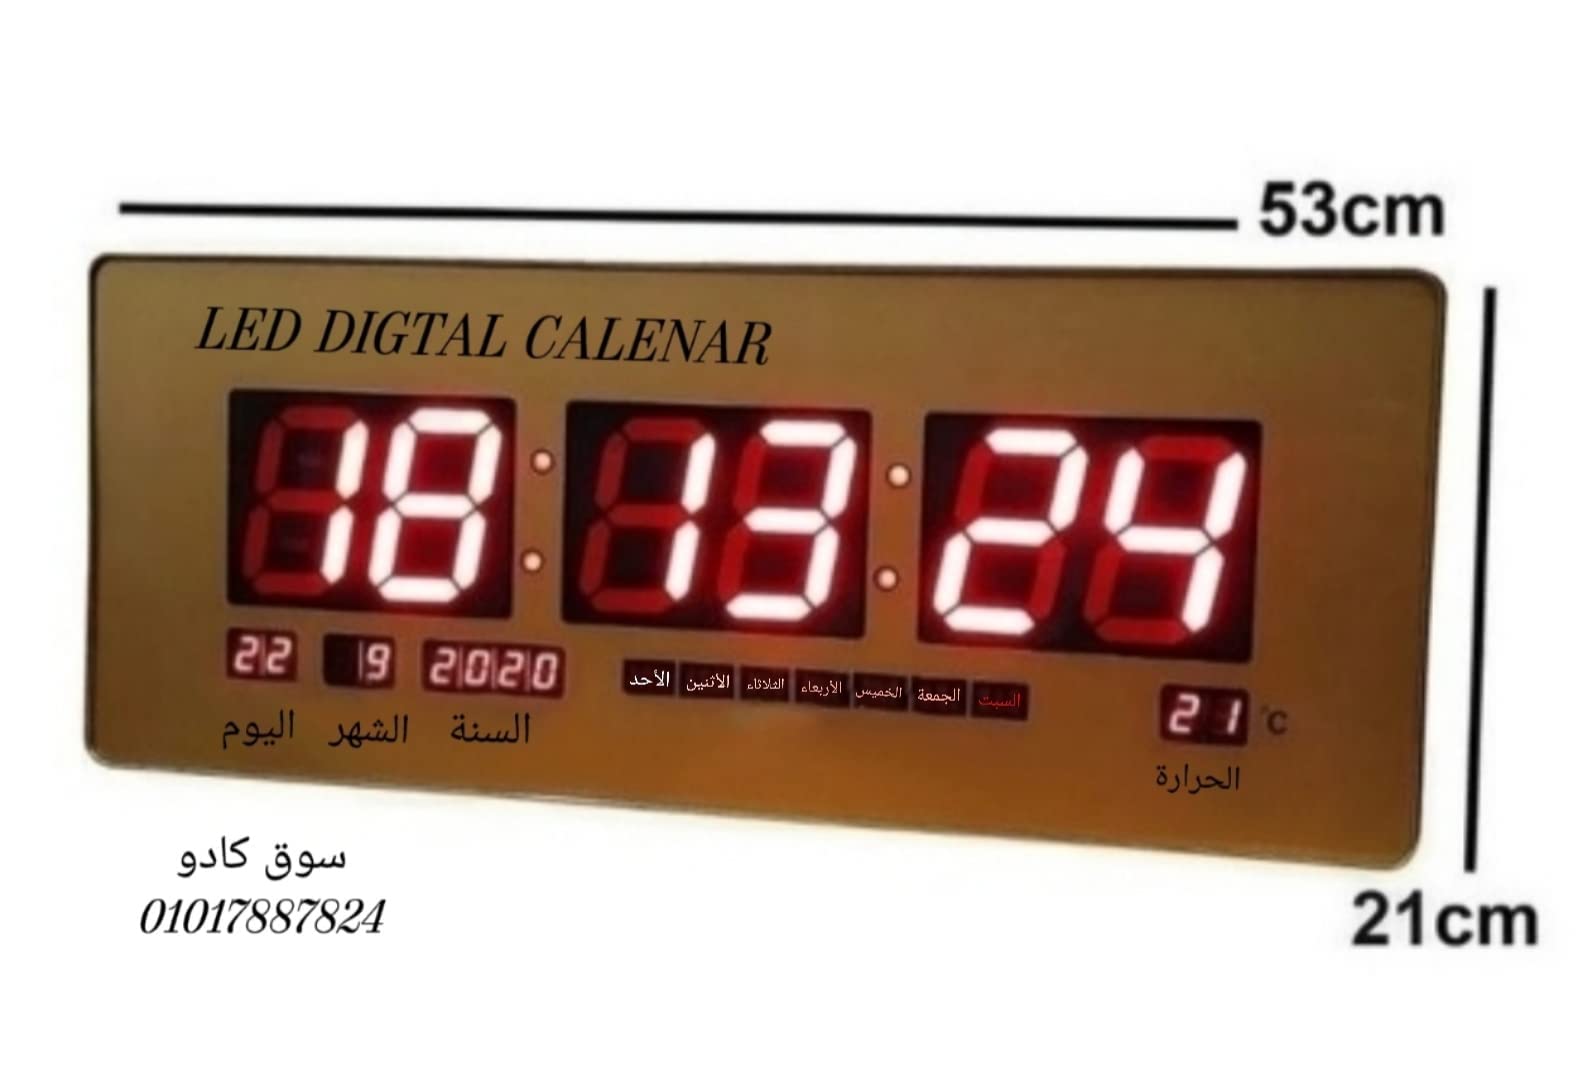 53cm
LED DIGTAL CALENAR
18:13:24
22 9 2020
الأحد الأثنين الثلاثاء الأربعاء الخميس الجمعة السبت
21 °C
اليوم الشهر السنة
الحرارة
سوق كادو
01017887824
21cm